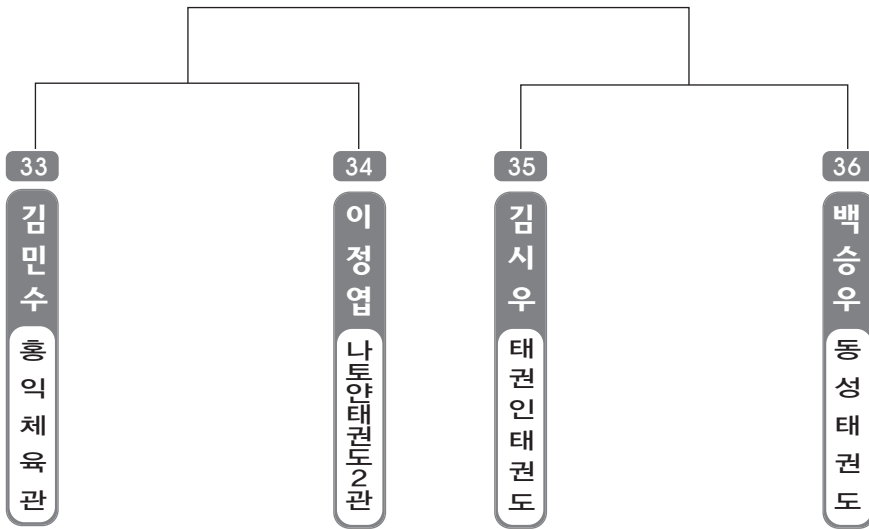 33
김민수
홍익체육관
34
이정엽
나토얀태권도2관
35
김시우
태권인태권도
36
백승우
동성태권도